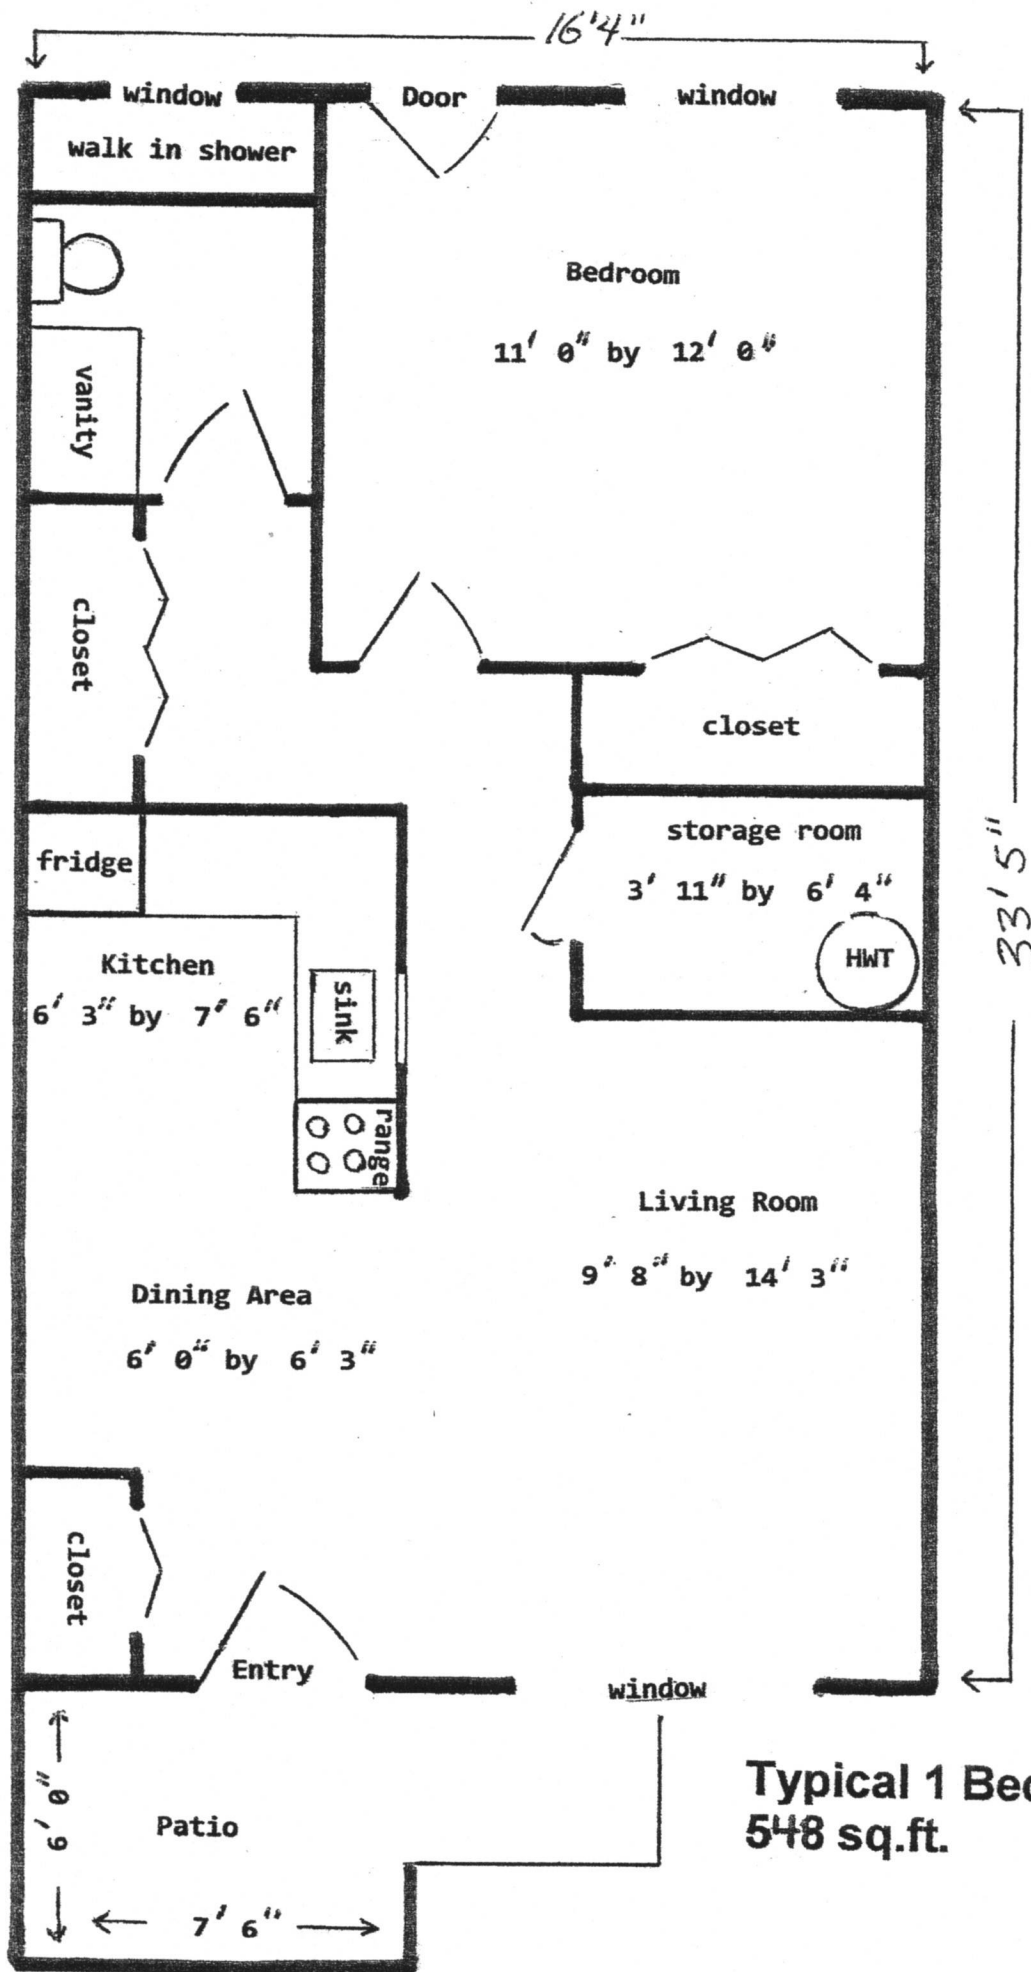 16'4"
window
Door
window
walk in shower
Bedroom
11' 0" by 12' 0"
vanity
closet
closet
storage room
3' 11" by 6' 4"
HWT
33' 5"
fridge
Kitchen
6' 3" by 7' 6"
sink
range
Living Room
9' 8" by 14' 3"
Dining Area
6' 0" by 6' 3"
closet
Entry
window
6' 0"
Patio
7' 6"
Typical 1 Bed
548 sq.ft.